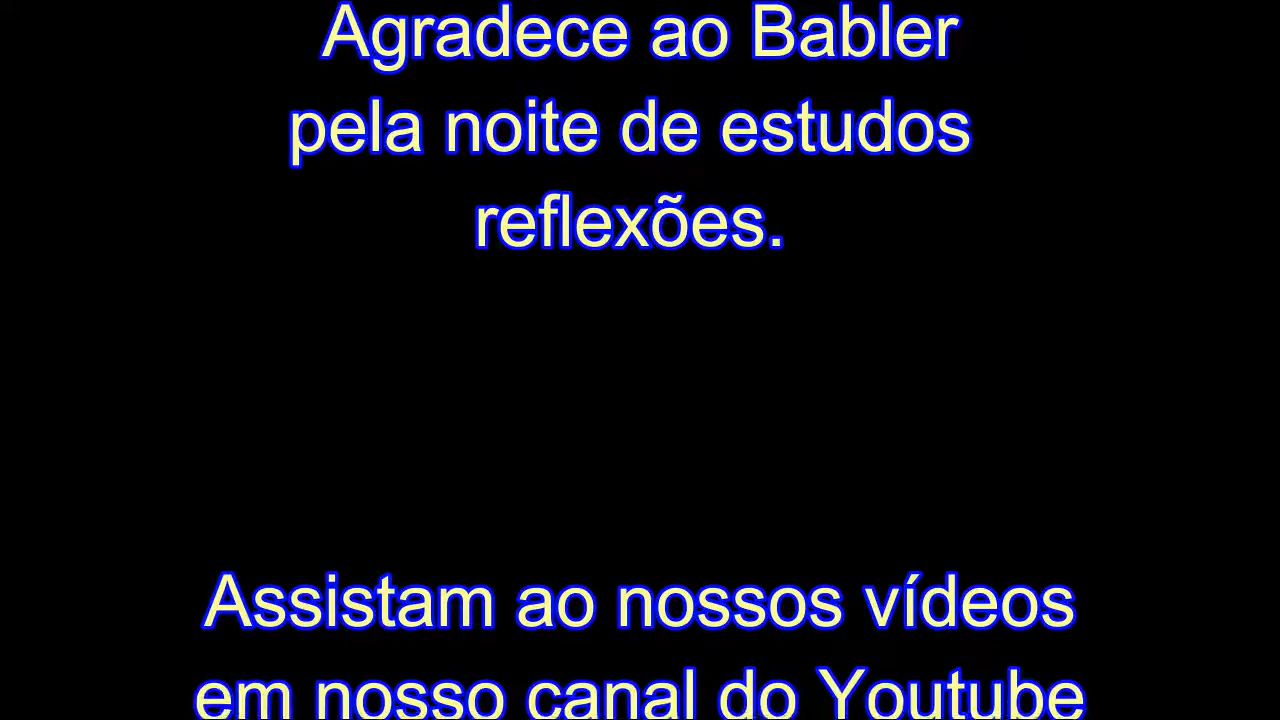 Agradece ao Babler
pela noite de estudos
reflexões.
Assistam ao nossos vídeos
em nosso canal do Youtube